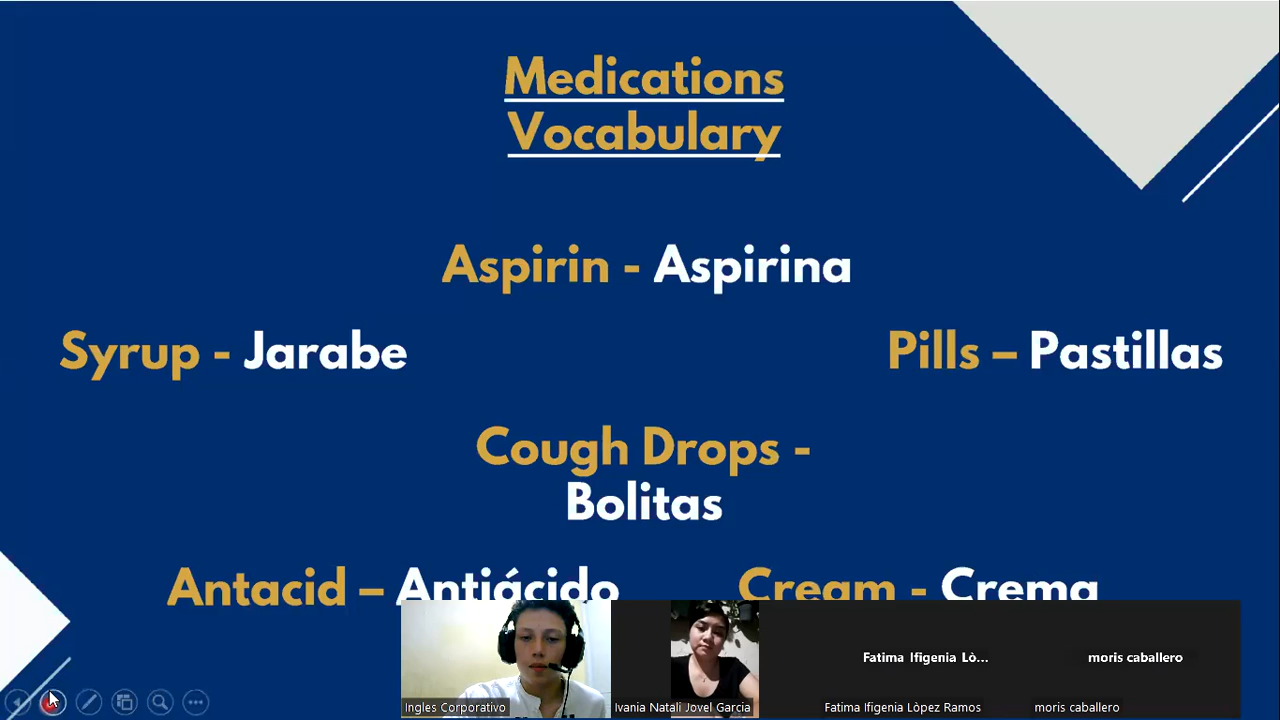 Medications
Vocabulary
Aspirin - Aspirina
Syrup - Jarabe
Pills – Pastillas
Cough Drops -
Bolitas
Antacid – Antiácido
Cream - Crema
Fatima Ifigenia Lò...
moris caballero
Ingles Corporativo
Ivania Natali Jovel Garcia
Fatima Ifigenia Lòpez Ramos
moris caballero